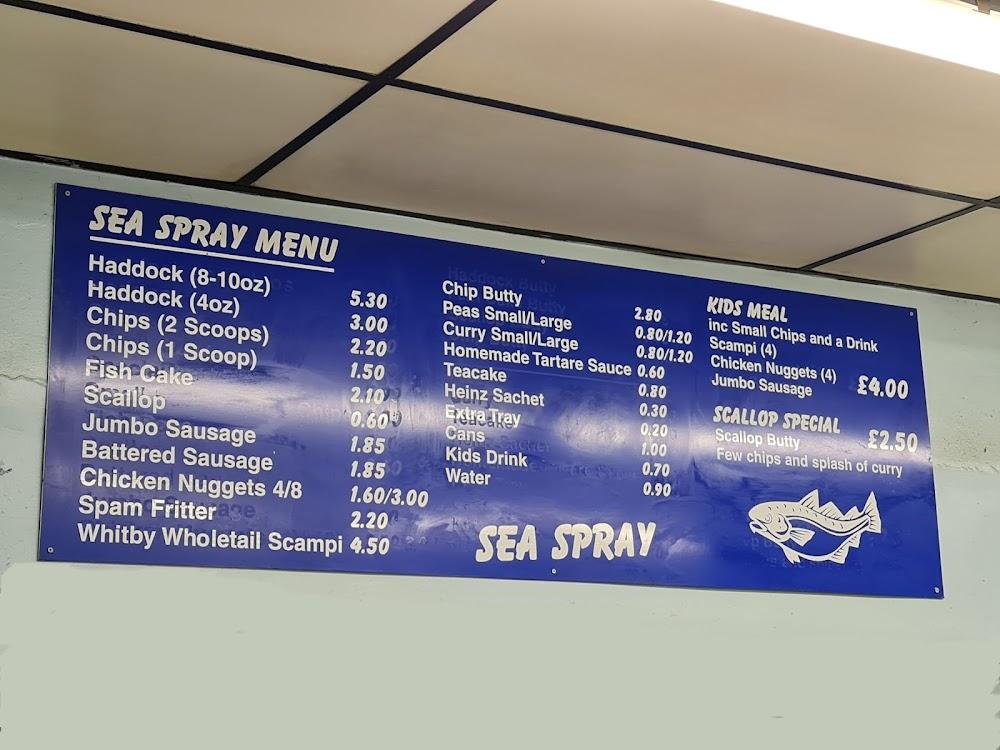 SEA SPRAY MENU
Haddock (8-10oz) 5.30
Haddock (4oz) 3.00
Chips (2 Scoops) 2.20
Chips (1 Scoop) 1.50
Fish Cake 2.10
Scallop 0.60
Jumbo Sausage 1.85
Battered Sausage 1.85
Chicken Nuggets 4/8 1.60/3.00
Spam Fritter 2.20
Whitby Wholetail Scampi 4.50
Chip Butty 2.80
Peas Small/Large 0.80/1.20
Curry Small/Large 0.80/1.20
Homemade Tartare Sauce 0.60
Teacake 0.80
Heinz Sachet 0.30
Extra Tray 0.20
Cans 1.00
Kids Drink 0.70
Water 0.90
SEA SPRAY
KIDS MEAL
inc Small Chips and a Drink
Scampi (4)
Chicken Nuggets (4)
Jumbo Sausage £4.00
SCALLOP SPECIAL
Scallop Butty £2.50
Few chips and splash of curry